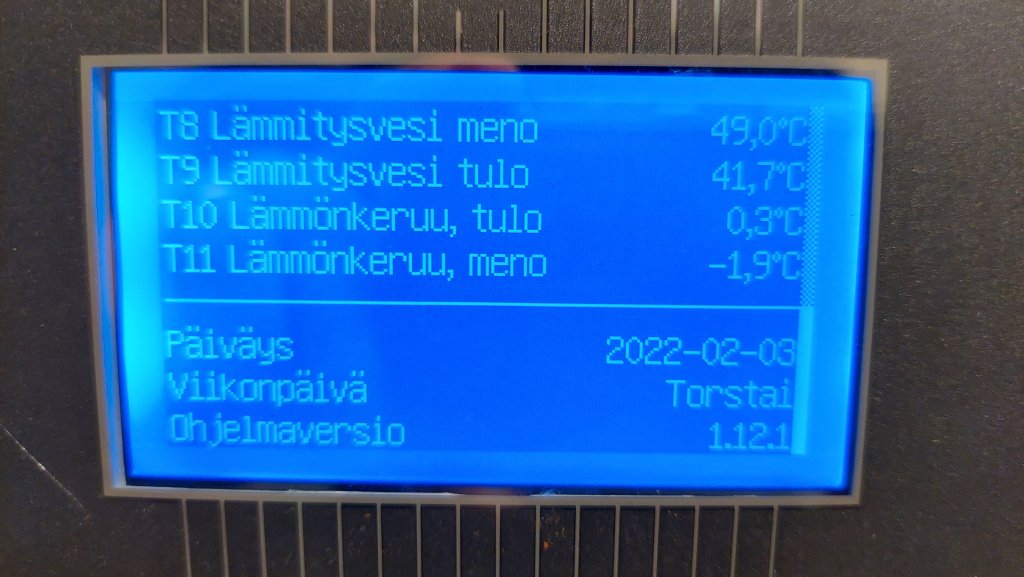 T8 Lämmitysvesi meno 49,0°C
T9 Lämmitysvesi tulo 41,7°C
T10 Lämmönkeruu, tulo 0,3°C
T11 Lämmönkeruu, meno -1,9°C
Päiväys 2022-02-03
Viikonpäivä Torstai
Ohjelmaversio 1.12.1